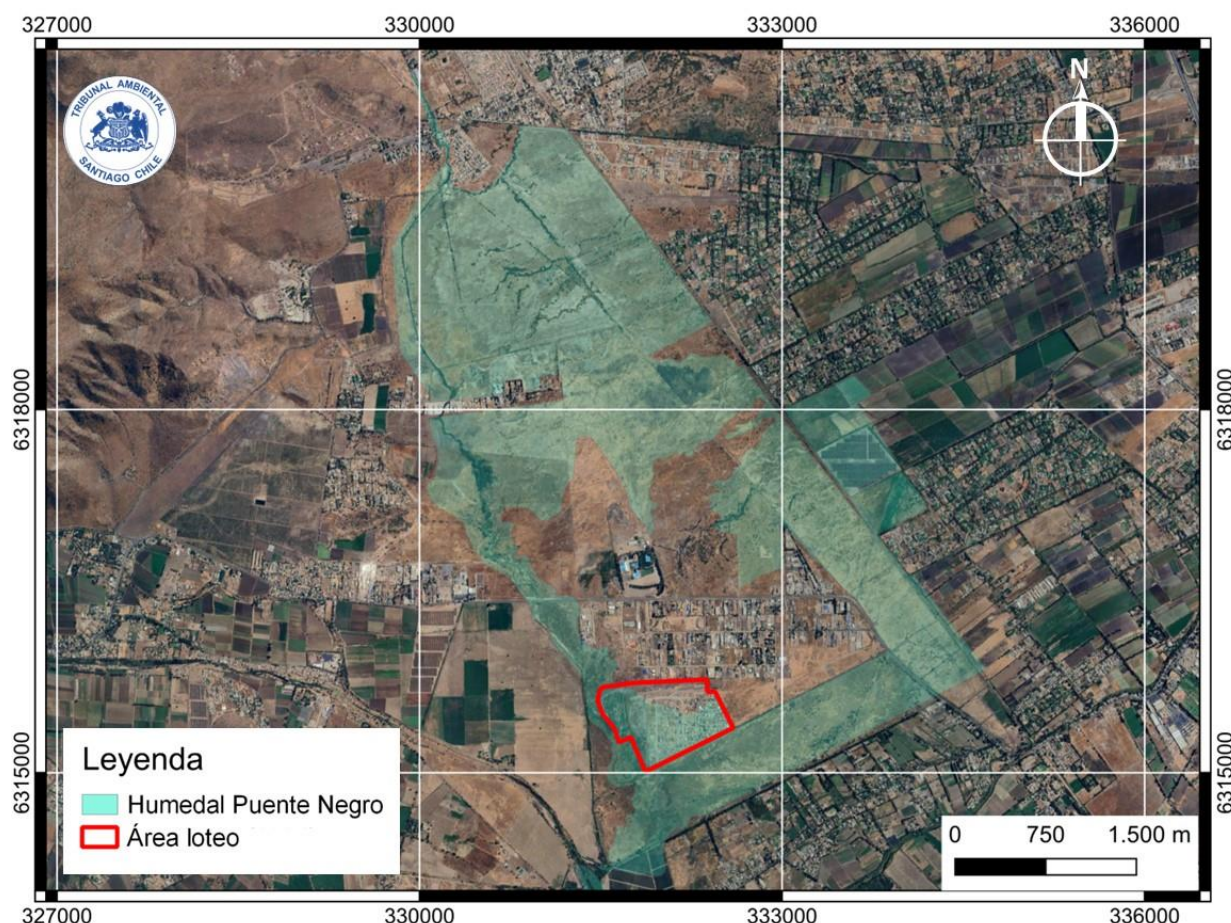 327000 330000 333000 336000
TRIBUNAL AMBIENTAL
SANTIAGO CHILE
N
6318000 6318000
6315000 6315000
Leyenda
Humedal Puente Negro
Área loteo
0 750 1.500 m
327000 330000 333000 336000